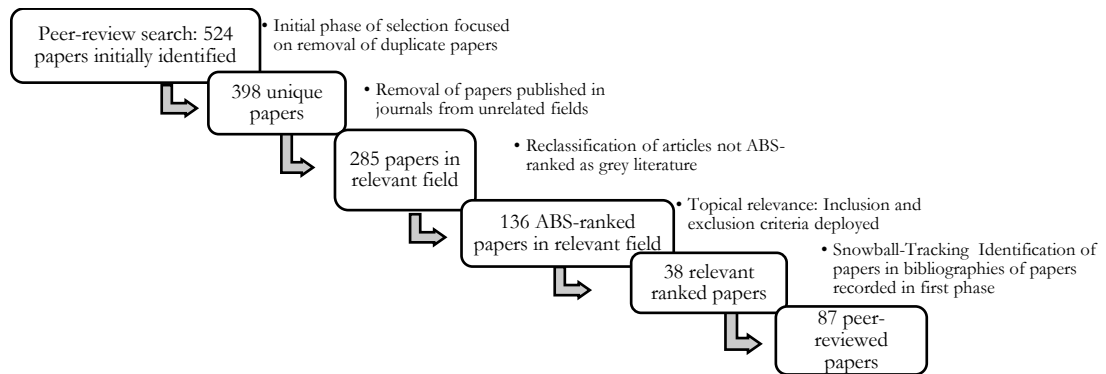 Peer-review search: 524
papers initially identified
• Initial phase of selection focused
on removal of duplicate papers
398 unique
papers
• Removal of papers published in
journals from unrelated fields
285 papers in
relevant field
• Reclassification of articles not ABS-
ranked as grey literature
136 ABS-ranked
papers in relevant field
• Topical relevance: Inclusion and
exclusion criteria deployed
38 relevant
ranked papers
• Snowball-Tracking Identification of
papers in bibliographies of papers
recorded in first phase
87 peer-
reviewed
papers